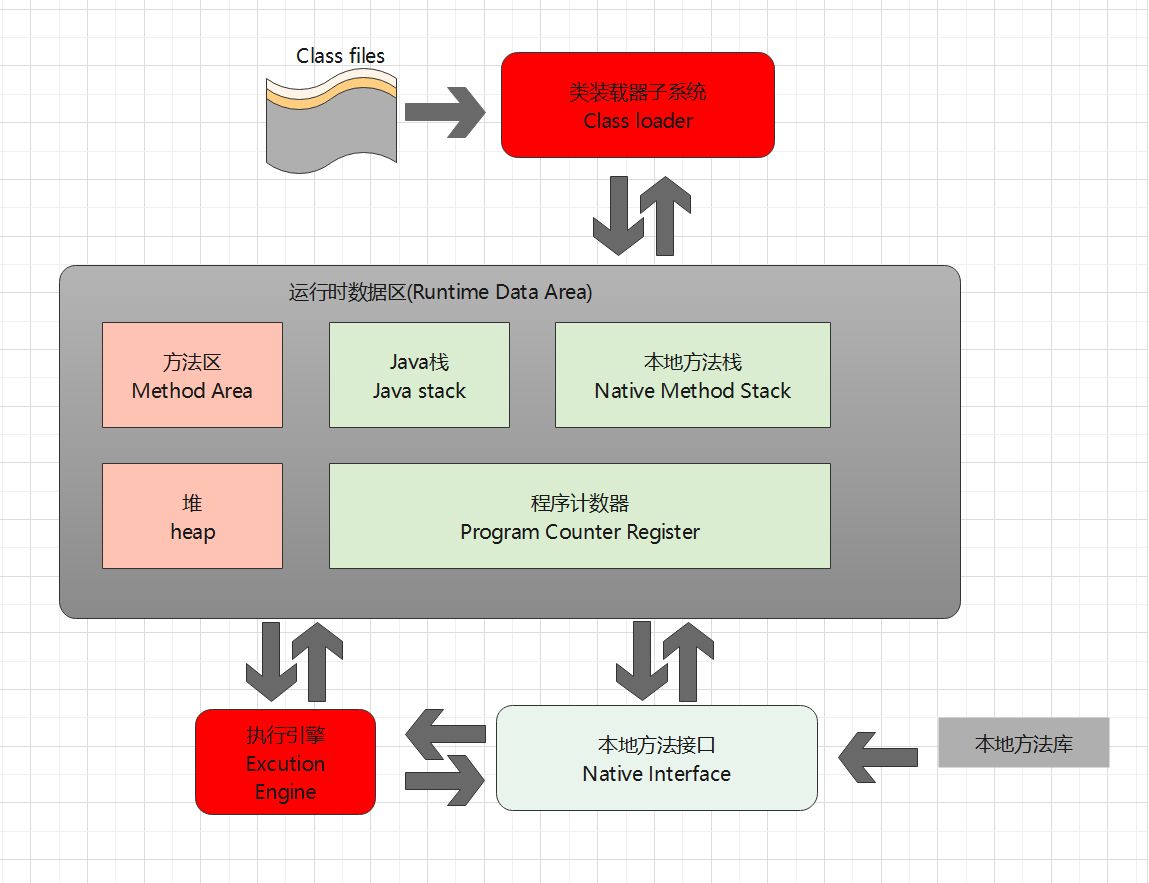 Class files
类装载器子系统
Class loader
运行时数据区(Runtime Data Area)
方法区
Method Area
Java栈
Java stack
本地方法栈
Native Method Stack
堆
heap
程序计数器
Program Counter Register
执行引擎
Excution
Engine
本地方法接口
Native Interface
本地方法库